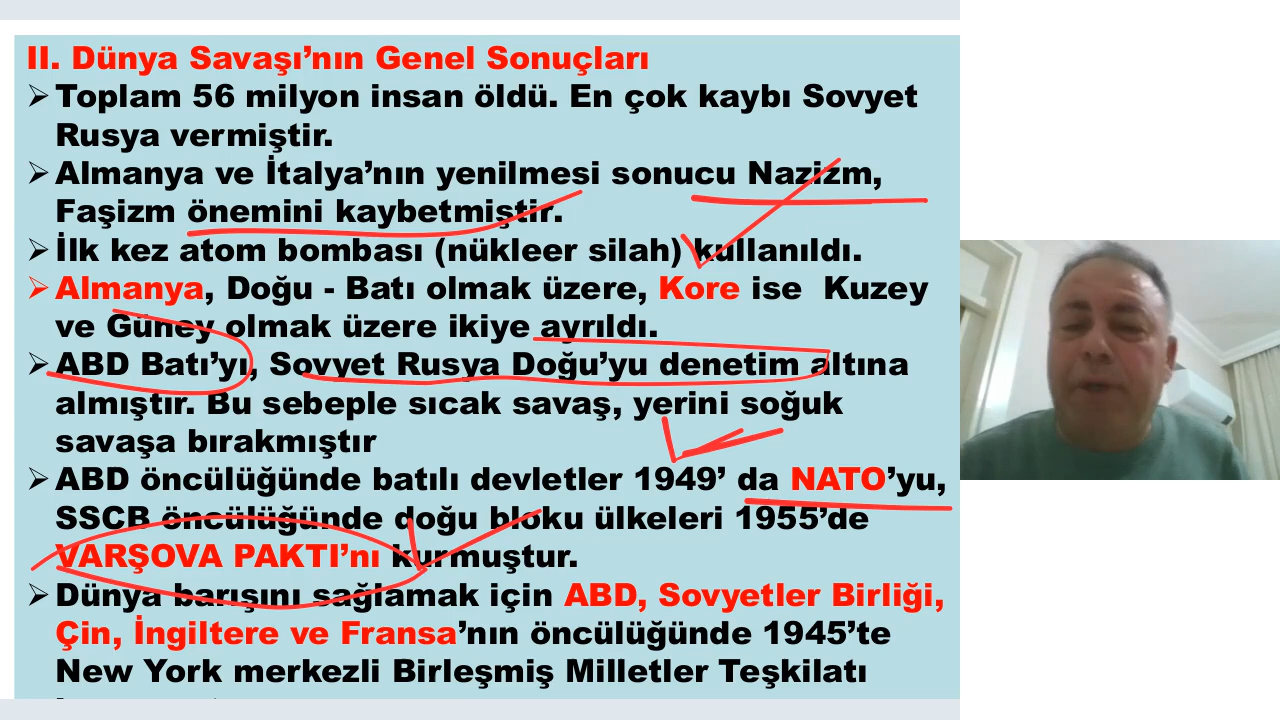 II. Dünya Savaşı’nın Genel Sonuçları
Toplam 56 milyon insan öldü. En çok kaybı Sovyet
Rusya vermiştir.
Almanya ve İtalya’nın yenilmesi sonucu Nazizm,
Faşizm önemini kaybetmiştir.
İlk kez atom bombası (nükleer silah) kullanıldı.
Almanya, Doğu - Batı olmak üzere, Kore ise Kuzey
ve Güney olmak üzere ikiye ayrıldı.
ABD Batı’yı, Sovyet Rusya Doğu’yu denetim altına
almıştır. Bu sebeple sıcak savaş, yerini soğuk
savaşa bırakmıştır
ABD öncülüğünde batılı devletler 1949’ da NATO’yu,
SSCB öncülüğünde doğu bloku ülkeleri 1955’de
VARŞOVA PAKTI’nı kurmuştur.
Dünya barışını sağlamak için ABD, Sovyetler Birliği,
Çin, İngiltere ve Fransa’nın öncülüğünde 1945’te
New York merkezli Birleşmiş Milletler Teşkilatı